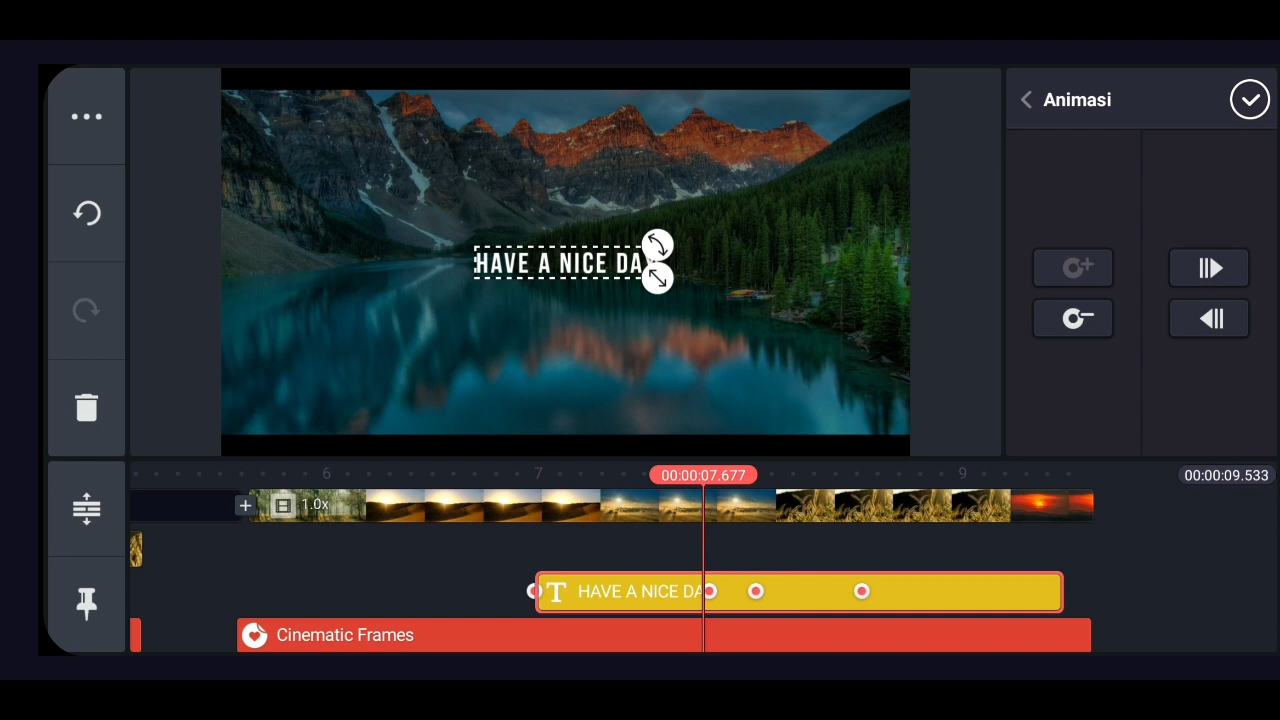 Animasi
HAVE A NICE DA
6
7
00:00:07.677
9
00:00:09.533
1.0x
HAVE A NICE DA
Cinematic Frames